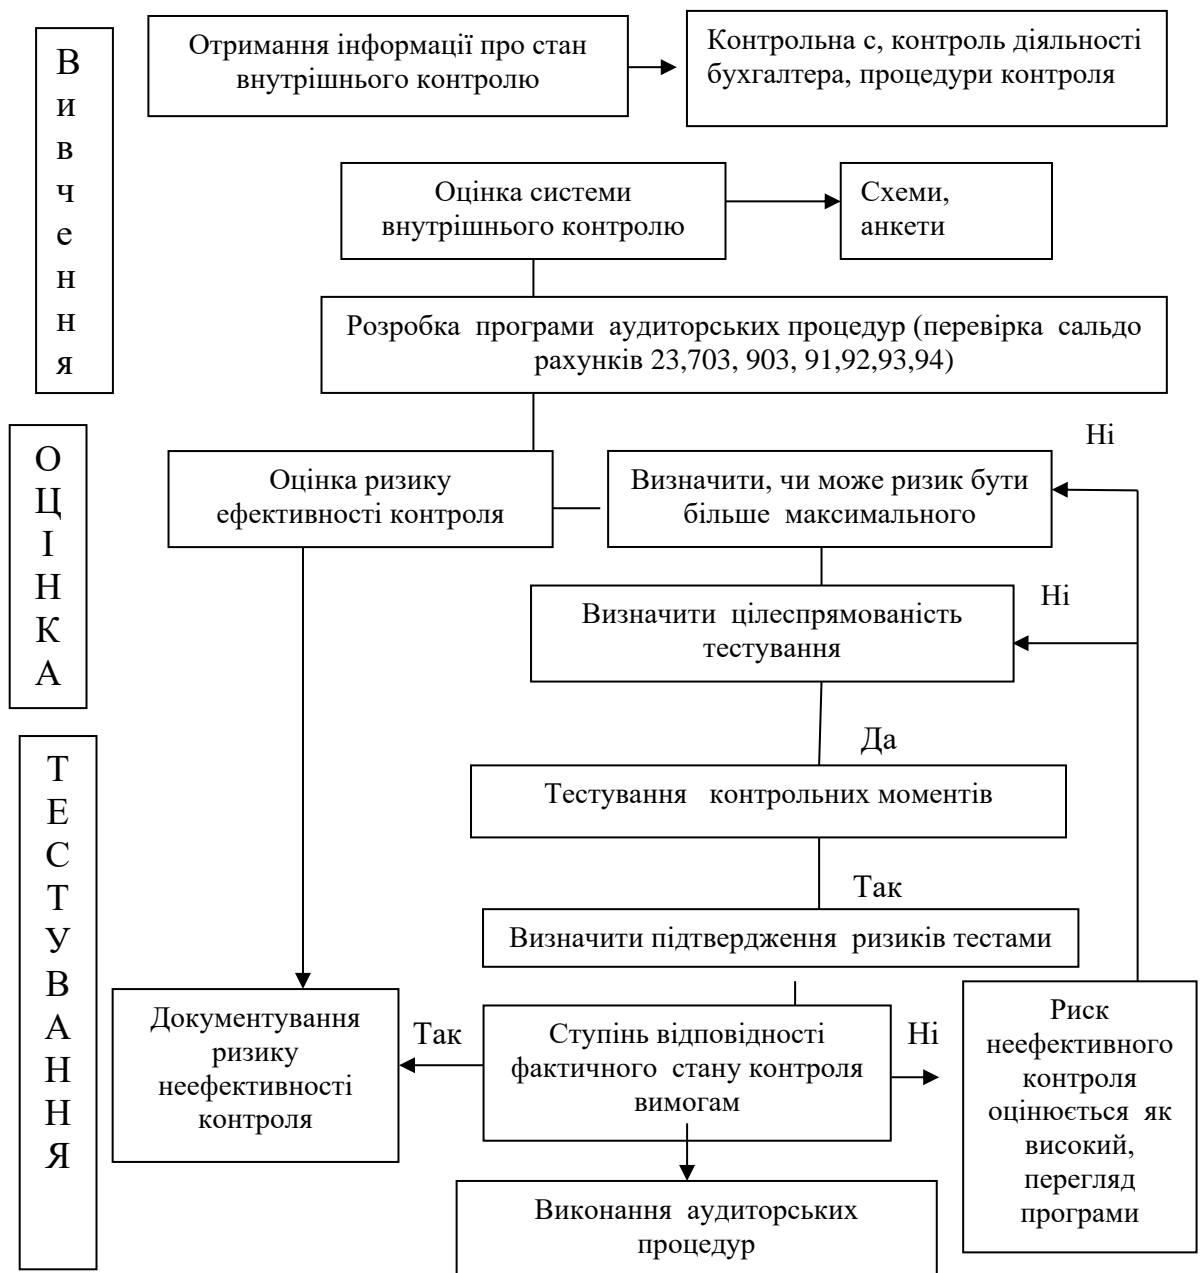 Вивчення
Отримання інформації про стан
внутрішнього контролю
Контрольна с, контроль діяльності
бухгалтера, процедури контроля
Оцінка системи
внутрішнього контролю
Схеми,
анкети
Розробка програми аудиторських процедур (перевірка сальдо
рахунків 23,703, 903, 91,92,93,94)
ОЦІНКА
Оцінка ризику
ефективності контроля
Визначити, чи може ризик бути
більше максимального
Ні
Визначити цілеспрямованість
тестування
Ні
Да
ТЕСТУВАННЯ
Тестування контрольних моментів
Так
Визначити підтвердження ризиків тестами
Документування
ризику
неефективності
контроля
Так
Ступінь відповідності
фактичного стану контроля
вимогам
Ні
Риск
неефективного
контроля
оцінюється як
високий,
перегляд
програми
Виконання аудиторських
процедур